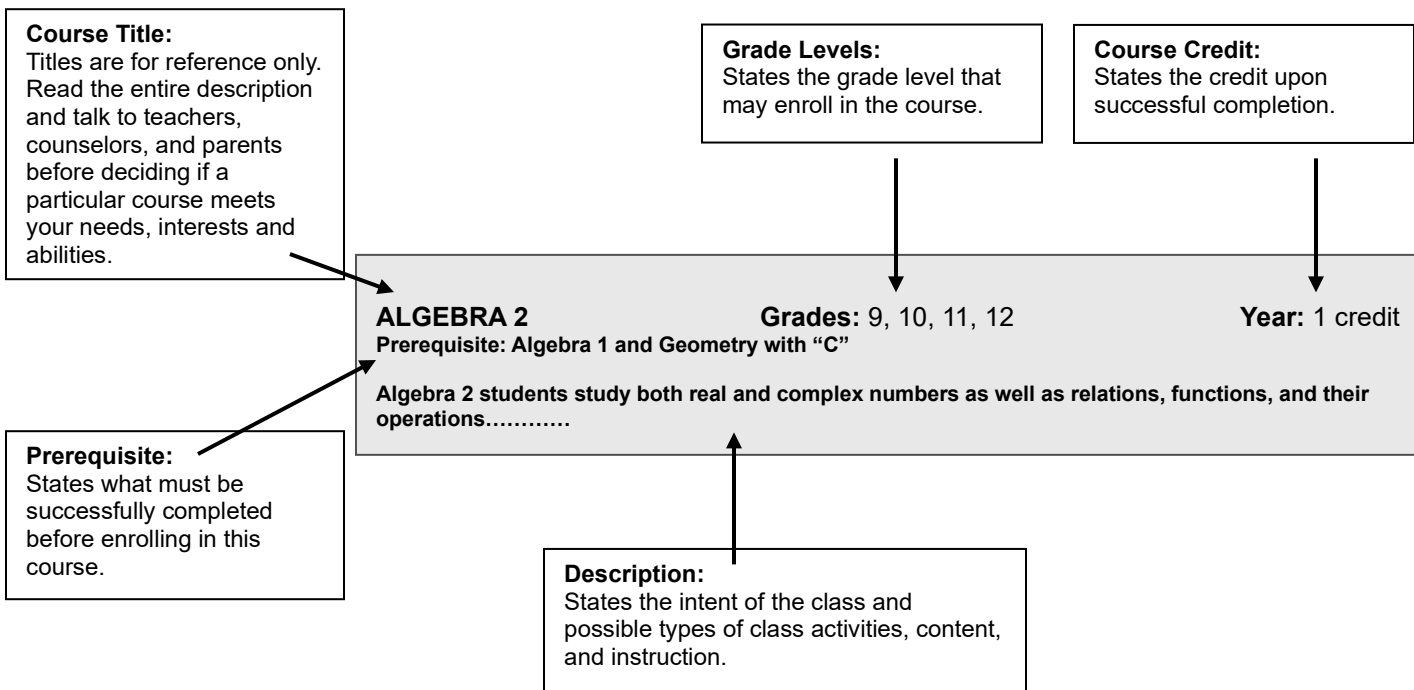 Course Title:
Titles are for reference only.
Read the entire description
and talk to teachers,
counselors, and parents
before deciding if a
particular course meets
your needs, interests and
abilities.
Grade Levels:
States the grade level that
may enroll in the course.
Course Credit:
States the credit upon
successful completion.
ALGEBRA 2 Grades: 9, 10, 11, 12 Year: 1 credit
Prerequisite: Algebra 1 and Geometry with “C”
Algebra 2 students study both real and complex numbers as well as relations, functions, and their
operations…………
Prerequisite:
States what must be
successfully completed
before enrolling in this
course.
Description:
States the intent of the class and
possible types of class activities, content,
and instruction.